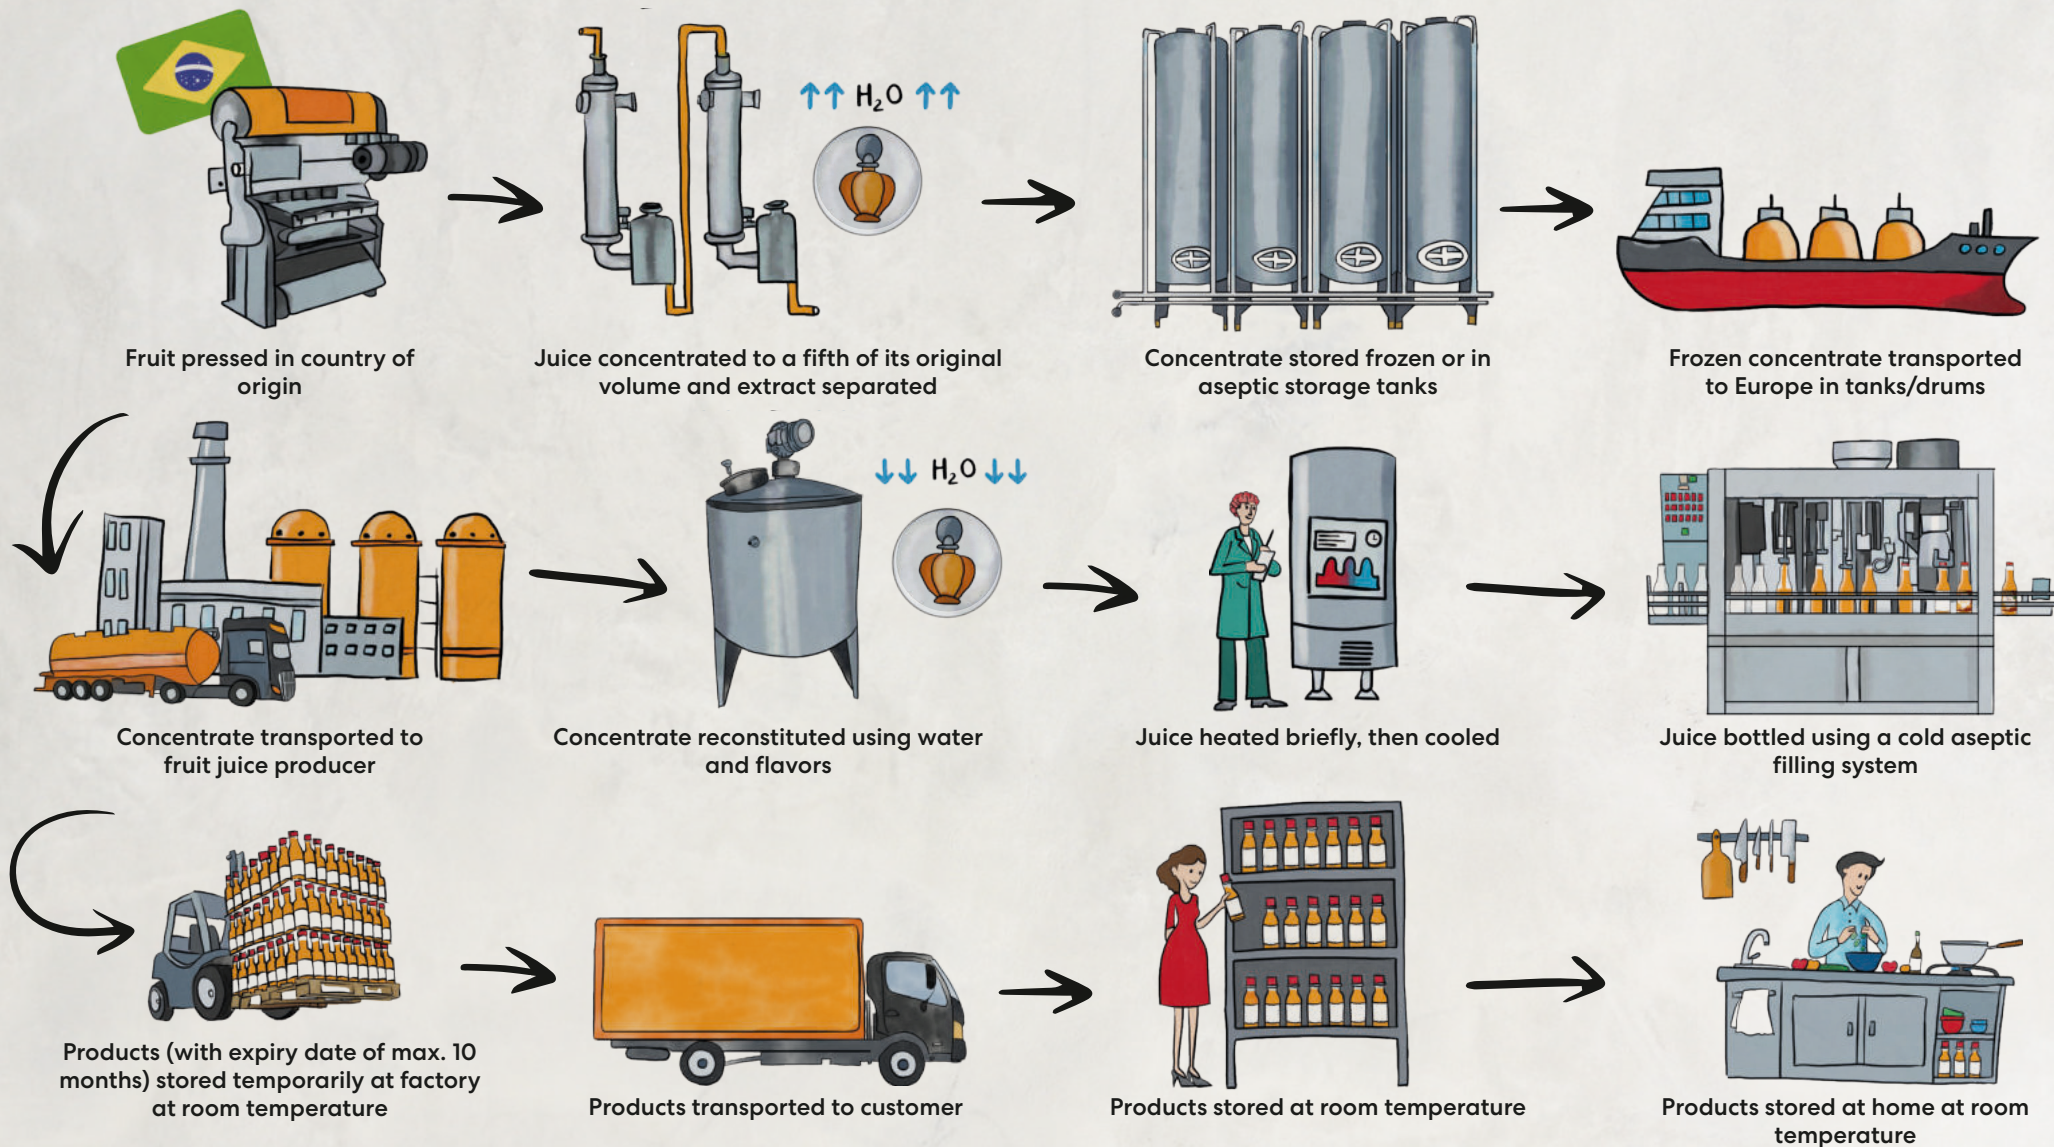 H₂O
Fruit pressed in country of
origin
Juice concentrated to a fifth of its original
volume and extract separated
Concentrate stored frozen or in
aseptic storage tanks
Frozen concentrate transported
to Europe in tanks/drums
H₂O
Concentrate transported to
fruit juice producer
Concentrate reconstituted using water
and flavors
Juice heated briefly, then cooled
Juice bottled using a cold aseptic
filling system
Products (with expiry date of max. 10
months) stored temporarily at factory
at room temperature
Products transported to customer
Products stored at room temperature
Products stored at home at room
temperature